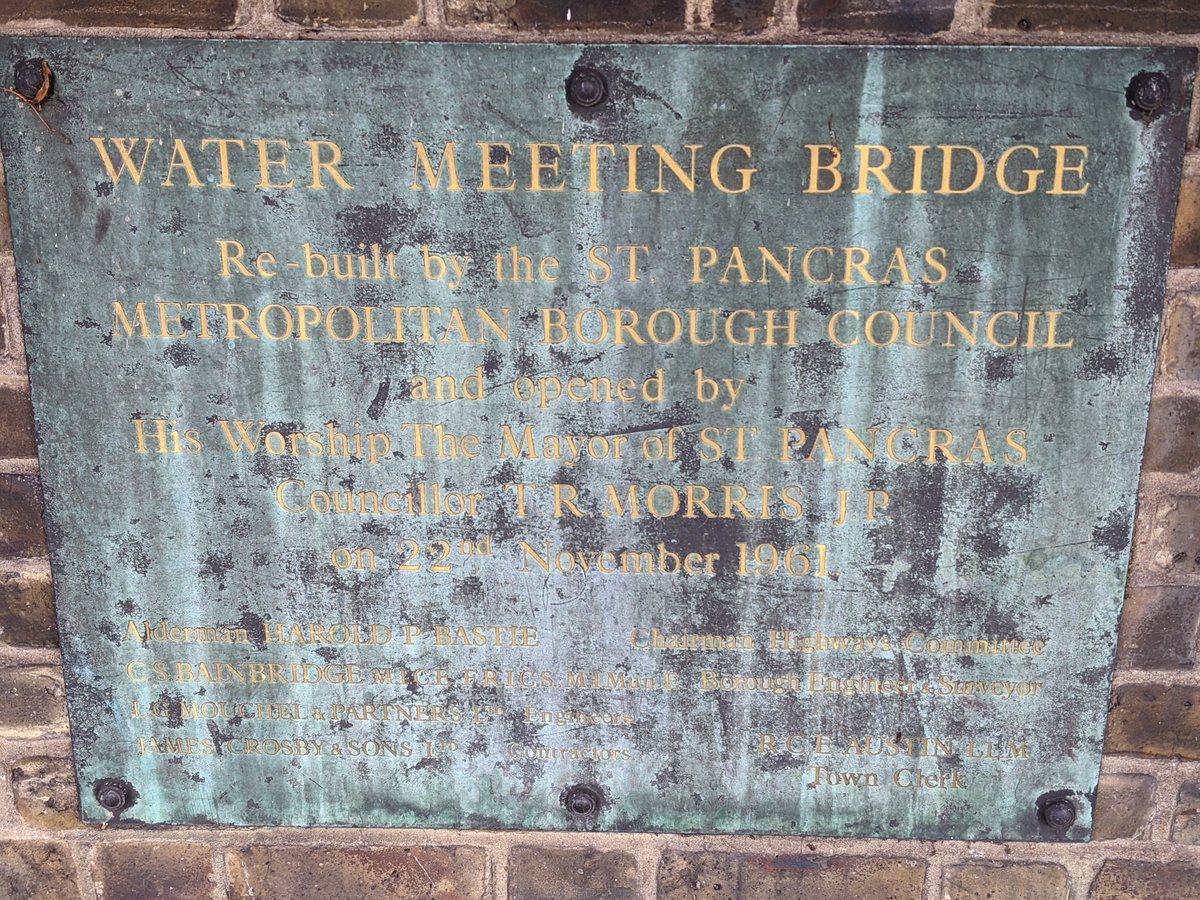 WATER MEETING BRIDGE
Re-built by the ST. PANCRAS
METROPOLITAN BOROUGH COUNCIL
and opened by
His Worship The Mayor of ST. PANCRAS
Councillor T R MORRIS J P
on 22nd November 1961
Alderman HAROLD P BASTIE Chairman Highways Committee
C S BAINBRIDGE M I C E F R I C S M I Mun E Borough Engineer & Surveyor
L G MOUCHEL & PARTNERS LTD Engineers
JAMES CROSBY & SONS LTD Contractors R C E AUSTIN LL M
Town Clerk